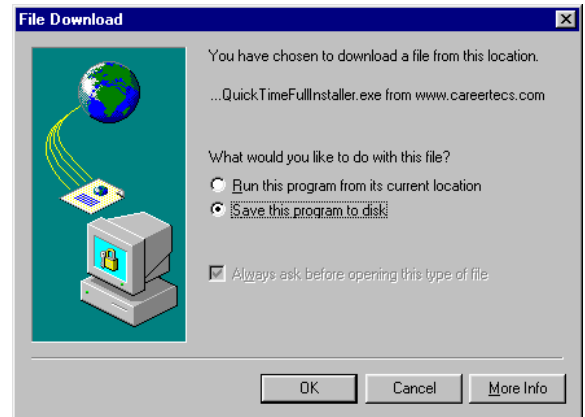 File Download
You have chosen to download a file from this location.
...QuickTimeFullInstaller.exe from www.careertecs.com
What would you like to do with this file?
Run this program from its current location
Save this program to disk
Always ask before opening this type of file
OK Cancel More Info